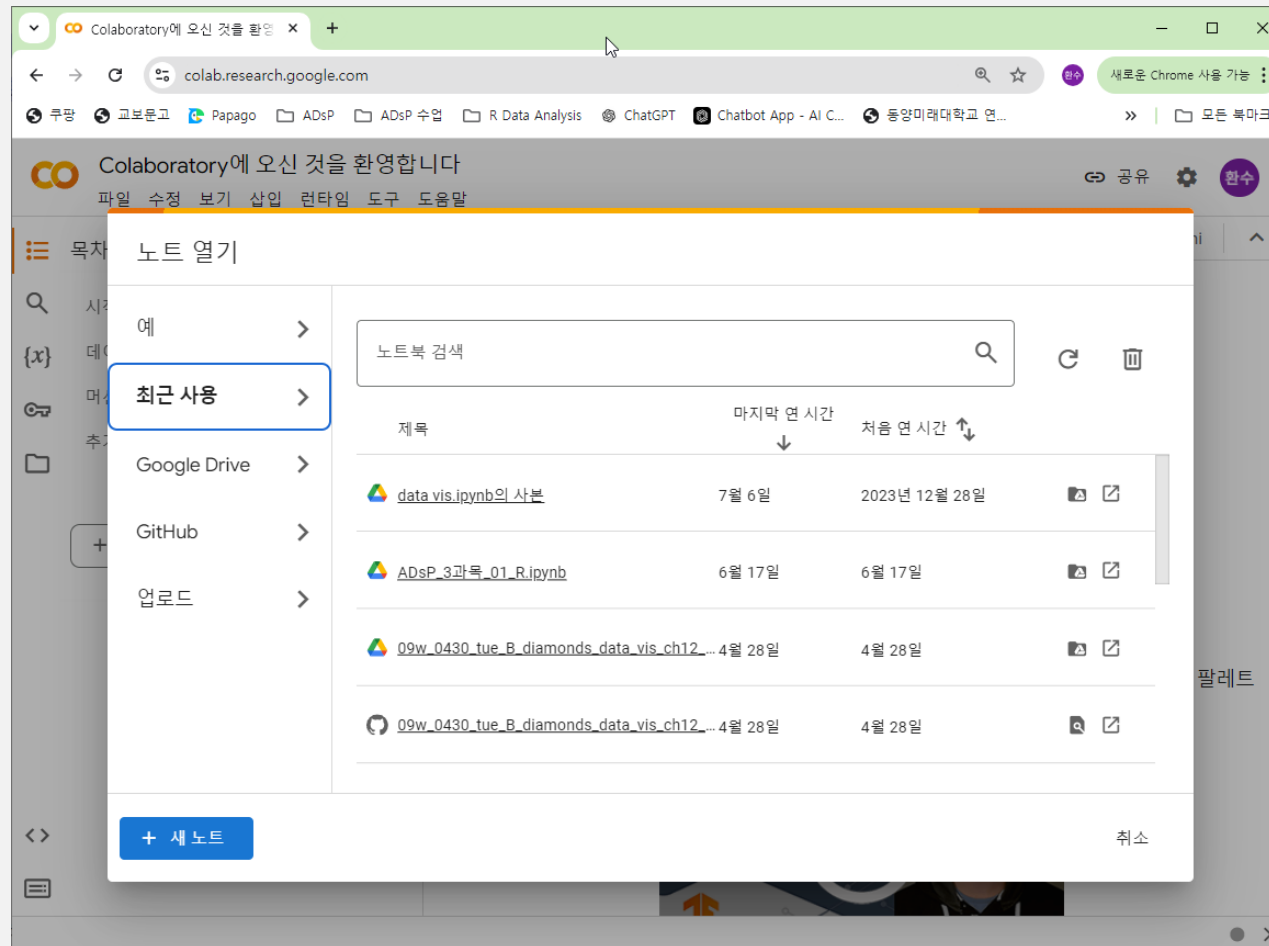 Colaboratory에 오신 것을 환영
colab.research.google.com
환수
새로운 Chrome 사용 가능
쿠팡 교보문고 Papago ADsP ADsP 수업 R Data Analysis ChatGPT Chatbot App - AI C... 동양미래대학교 연... » 모든 북마크
Colaboratory에 오신 것을 환영합니다
파일 수정 보기 삽입 런타임 도구 도움말
공유
환수
목차
노트 열기
예
최근 사용
Google Drive
GitHub
업로드
노트북 검색
제목 마지막 연 시간 처음 연 시간
data vis.ipynb의 사본 7월 6일 2023년 12월 28일
ADsP_3과목_01_R.ipynb 6월 17일 6월 17일
09w_0430_tue_B_diamonds_data_vis_ch12_... 4월 28일 4월 28일
09w_0430_tue_B_diamonds_data_vis_ch12_... 4월 28일 4월 28일
팔레트
+ 새 노트
취소